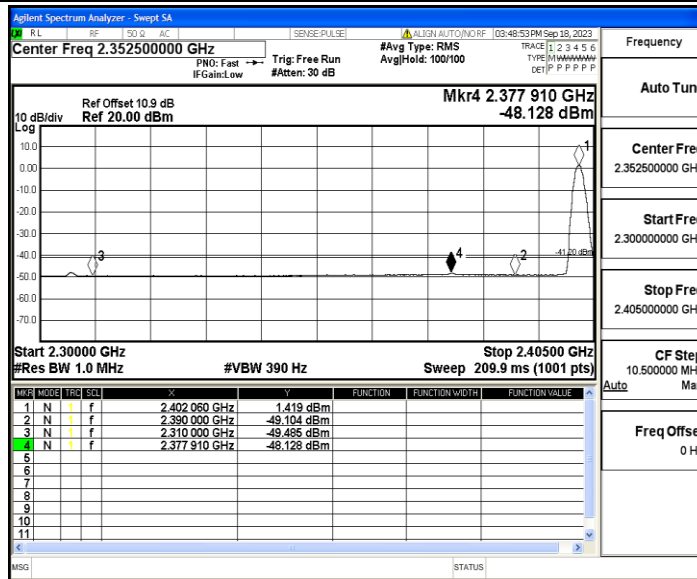 Agilent Spectrum Analyzer - Swept SA
RL RF 50 Ω AC SENSE:PULSE ALIGN AUTO/NO RF 03:48:53 PM Sep 18, 2023
Center Freq 2.352500000 GHz
PNO: Fast
IFGain:Low
Trig: Free Run
#Atten: 30 dB
#Avg Type: RMS
Avg|Hold: 100/100
TRACE 1 2 3 4 5 6
TYPE M
DET P P P P P P
Frequency
Auto Tun
Center Fre
2.352500000 GH
Start Fre
2.300000000 GH
Stop Fre
2.405000000 GH
CF Step
10.500000 MH
Auto Ma
Freq Offse
0 H
Mkr4 2.377 910 GHz
-48.128 dBm
Ref Offset 10.9 dB
10 dB/div Ref 20.00 dBm
Log
10.0
0.00
-10.0
-20.0
-30.0
-40.0
-50.0
-60.0
-70.0
1
2
3
4
-41.20 dBm
Start 2.30000 GHz Stop 2.40500 GHz
#Res BW 1.0 MHz #VBW 390 Hz Sweep 209.9 ms (1001 pts)
MKR MODE TRC SCL X Y FUNCTION FUNCTION WIDTH FUNCTION VALUE
1 N 1 f 2.402 060 GHz 1.419 dBm
2 N 1 f 2.390 000 GHz -49.104 dBm
3 N 1 f 2.310 000 GHz -49.485 dBm
4 N 1 f 2.377 910 GHz -48.128 dBm
5
6
7
8
9
10
11
MSG STATUS